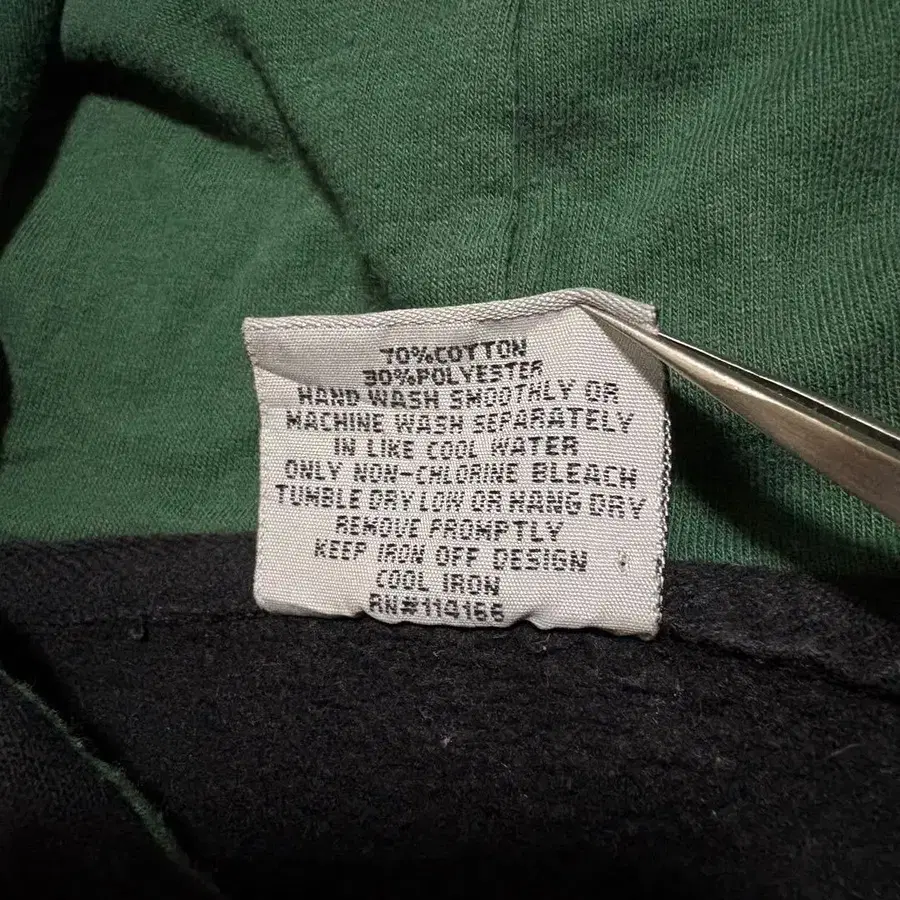 70%COTTON
30%POLYESTER
HAND WASH SMOOTHLY OR
MACHINE WASH SEPARATELY
IN LIKE COOL WATER
ONLY NON-CHLORINE BLEACH
TUMBLE DRY LOW OR HANG DRY
REMOVE PROMPTLY
KEEP IRON OFF DESIGN
COOL IRON
RN#114166